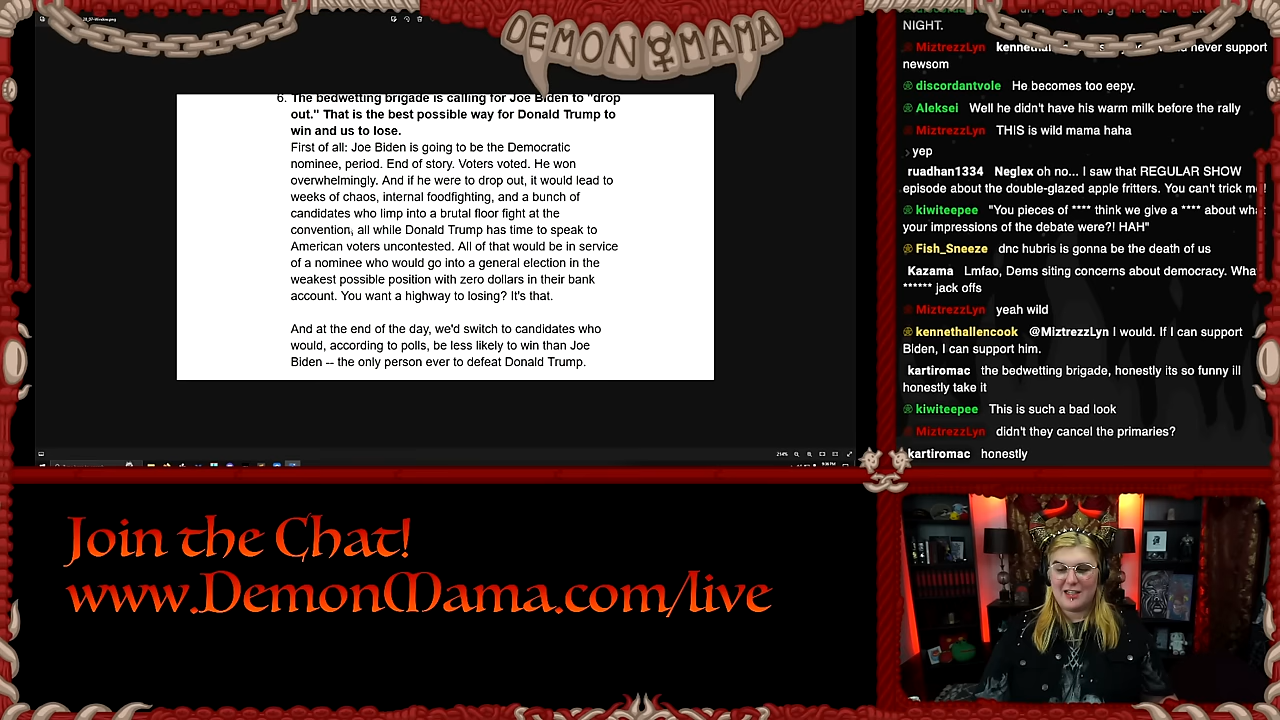 DEMON MAMA
6. The bedwetting brigade is calling for Joe Biden to "drop
out." That is the best possible way for Donald Trump to
win and us to lose.
First of all: Joe Biden is going to be the Democratic
nominee, period. End of story. Voters voted. He won
overwhelmingly. And if he were to drop out, it would lead to
weeks of chaos, internal foodfighting, and a bunch of
candidates who limp into a brutal floor fight at the
convention, all while Donald Trump has time to speak to
American voters uncontested. All of that would be in service
of a nominee who would go into a general election in the
weakest possible position with zero dollars in their bank
account. You want a highway to losing? It's that.
And at the end of the day, we'd switch to candidates who
would, according to polls, be less likely to win than Joe
Biden -- the only person ever to defeat Donald Trump.
NIGHT.
MiztrezzLyn never support
newsom
discordantvole He becomes too eepy.
Aleksei Well he didn't have his warm milk before the rally
MiztrezzLyn THIS is wild mama haha
yep
ruadhan1334 Neglex oh no... I saw that REGULAR SHOW
episode about the double-glazed apple fritters. You can't trick me!
kiwiteepee "You pieces of **** think we give a **** about what
your impressions of the debate were?! HAH"
Fish_Sneeze dnc hubris is gonna be the death of us
Kazama Lmfao, Dems siting concerns about democracy. What
****** jack offs
MiztrezzLyn yeah wild
kennethallencook @MiztrezzLyn I would. If I can support
Biden, I can support him.
kartiromac the bedwetting brigade, honestly its so funny ill
honestly take it
kiwiteepee This is such a bad look
MiztrezzLyn didn't they cancel the primaries?
kartiromac honestly
Join the Chat!
www.DemonMama.com/live